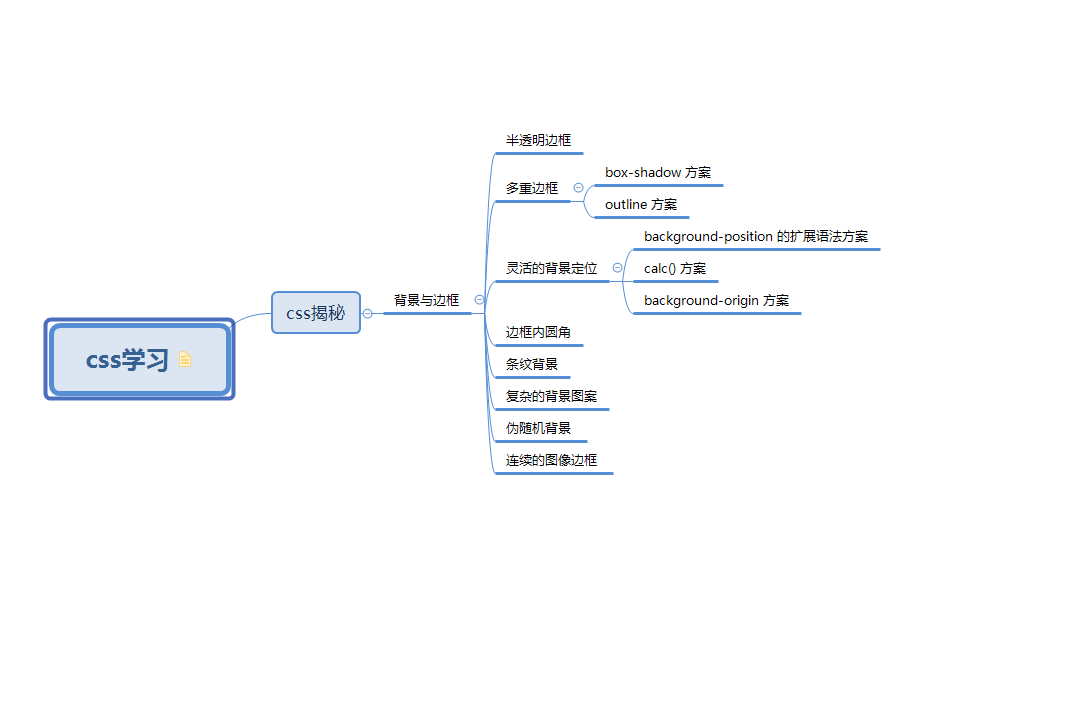 css学习
css揭秘
背景与边框
半透明边框
多重边框
box-shadow 方案
outline 方案
灵活的背景定位
background-position 的扩展语法方案
calc() 方案
background-origin 方案
边框内圆角
条纹背景
复杂的背景图案
伪随机背景
连续的图像边框